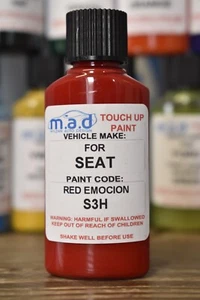 m.a.d
TOUCH UP
PAINT
VEHICLE MAKE:
FOR
SEAT
PAINT CODE:
RED EMOCION
S3H
WARNING: HARMFUL IF SWALLOWED
KEEP OUT OF REACH OF CHILDREN
SHAKE WELL BEFORE USE